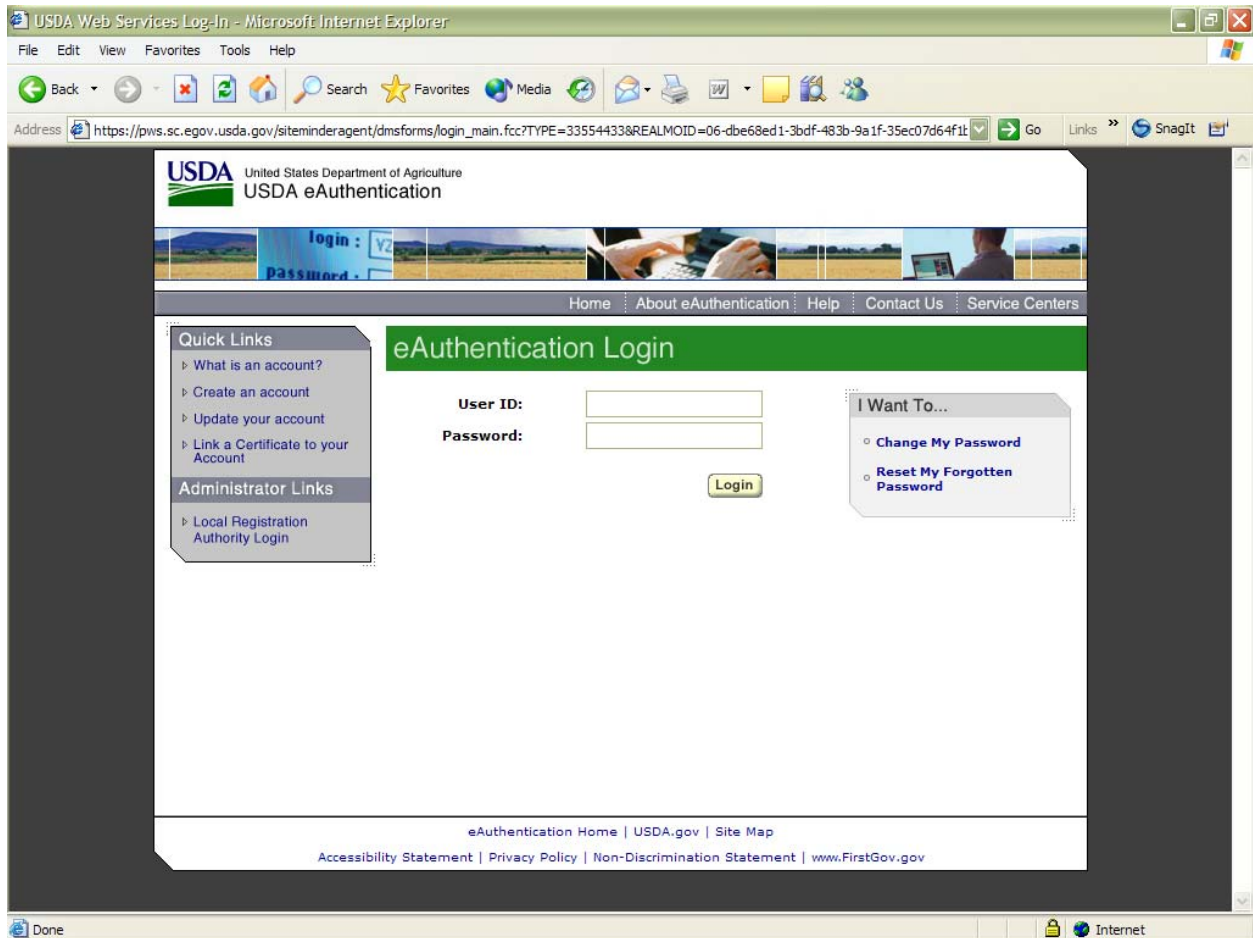 USDA Web Services Log-In - Microsoft Internet Explorer
File Edit View Favorites Tools Help
Back Search Favorites Media
Address https://pws.sc.egov.usda.gov/siteminderagent/dmsforms/login_main.fcc?TYPE=33554433&REALMOID=06-dbe68ed1-3bdf-483b-9a1f-35ec07d64f1b Go Links » SnagIt
USDA United States Department of Agriculture
USDA eAuthentication
login : YZ
password :
Home About eAuthentication Help Contact Us Service Centers
Quick Links
What is an account?
Create an account
Update your account
Link a Certificate to your
Account
Administrator Links
Local Registration
Authority Login
eAuthentication Login
User ID:
Password:
Login
I Want To...
Change My Password
Reset My Forgotten
Password
eAuthentication Home | USDA.gov | Site Map
Accessibility Statement | Privacy Policy | Non-Discrimination Statement | www.FirstGov.gov
Done Internet